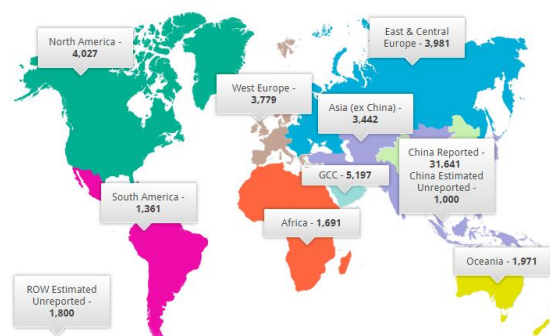 North America -
4,027
East & Central
Europe - 3,981
West Europe -
3,779
Asia (ex China) -
3,442
China Reported -
31,641
China Estimated
Unreported -
1,000
GCC - 5,197
South America -
1,361
Africa - 1,691
Oceania - 1,971
ROW Estimated
Unreported -
1,800